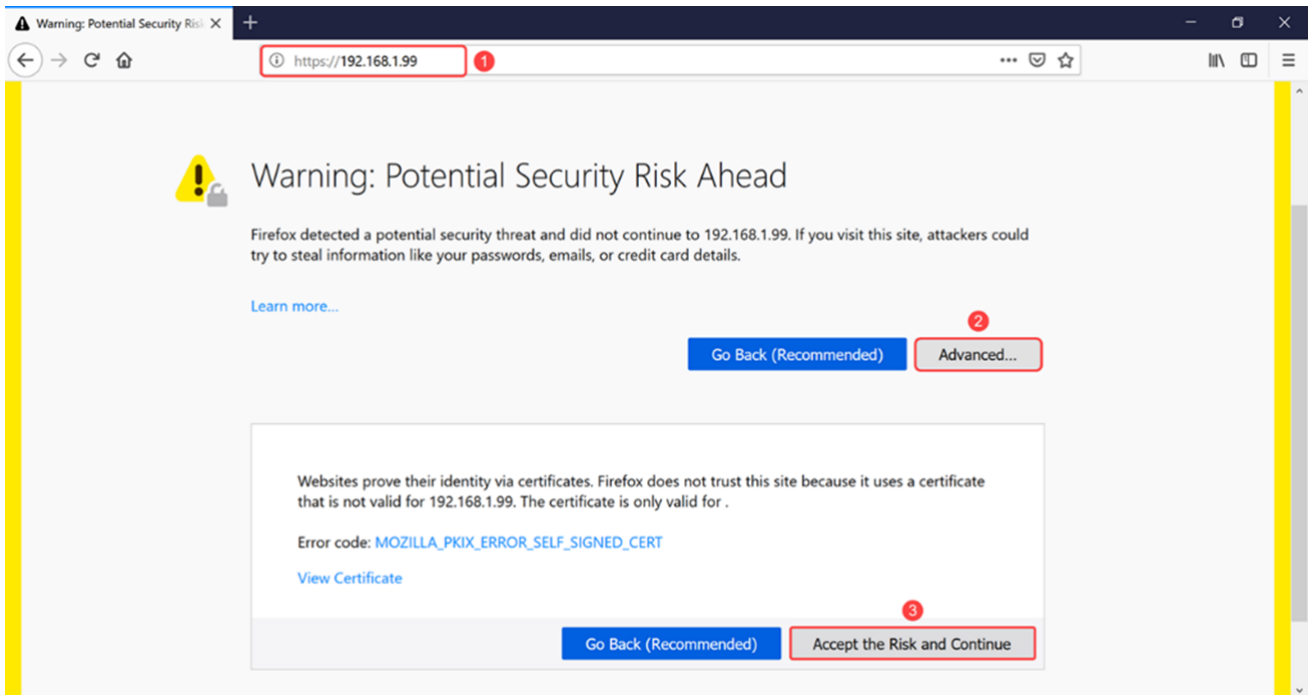 Warning: Potential Security Ris
https://192.168.1.99
1
Warning: Potential Security Risk Ahead
Firefox detected a potential security threat and did not continue to 192.168.1.99. If you visit this site, attackers could
try to steal information like your passwords, emails, or credit card details.
Learn more...
2
Go Back (Recommended) Advanced...
Websites prove their identity via certificates. Firefox does not trust this site because it uses a certificate
that is not valid for 192.168.1.99. The certificate is only valid for .
Error code: MOZILLA_PKIX_ERROR_SELF_SIGNED_CERT
View Certificate
3
Go Back (Recommended) Accept the Risk and Continue